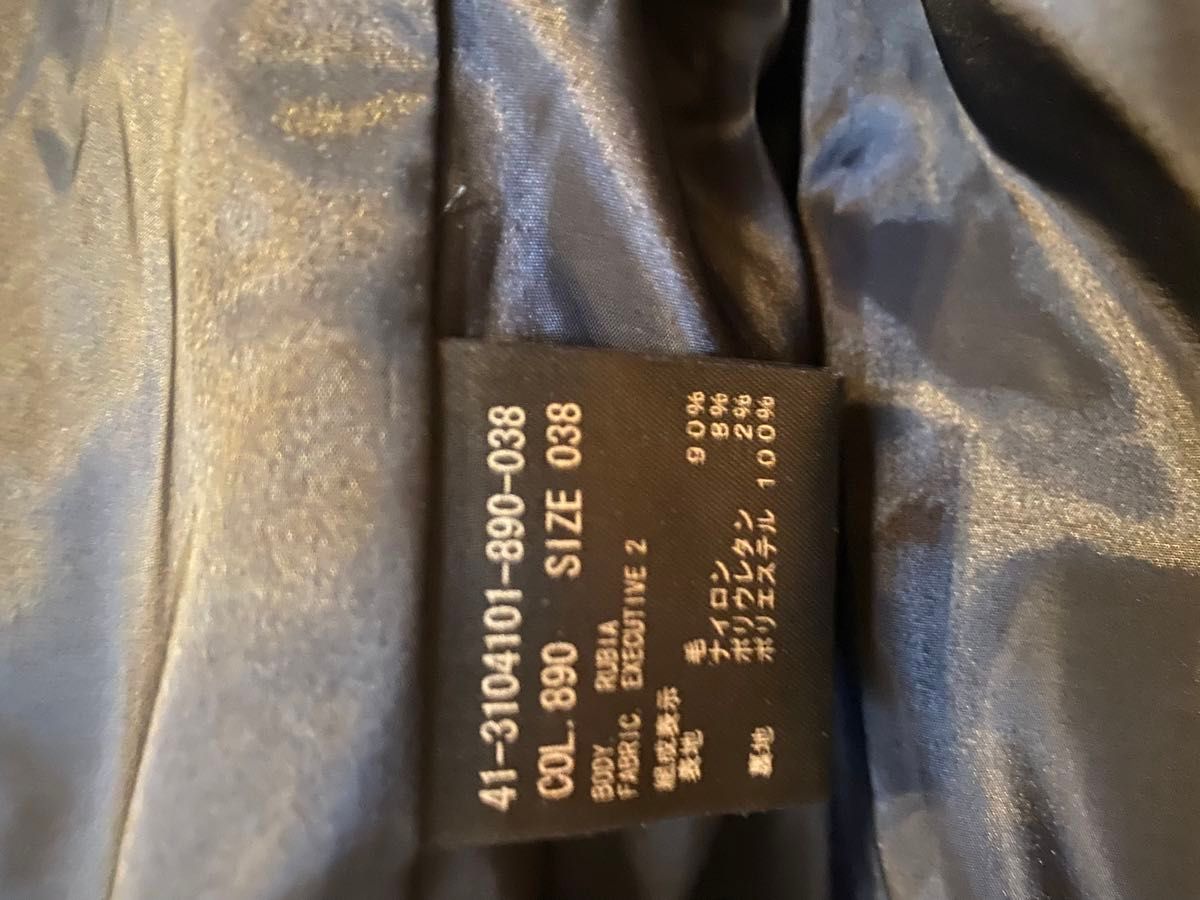 41-3104101-890-038
COL.890 SIZE 038
BODY. RUBIA
FABRIC. EXECUTIVE 2
組成表示
表地 毛 90%
ナイロン 8%
ポリウレタン 2%
裏地 ポリエステル 100%